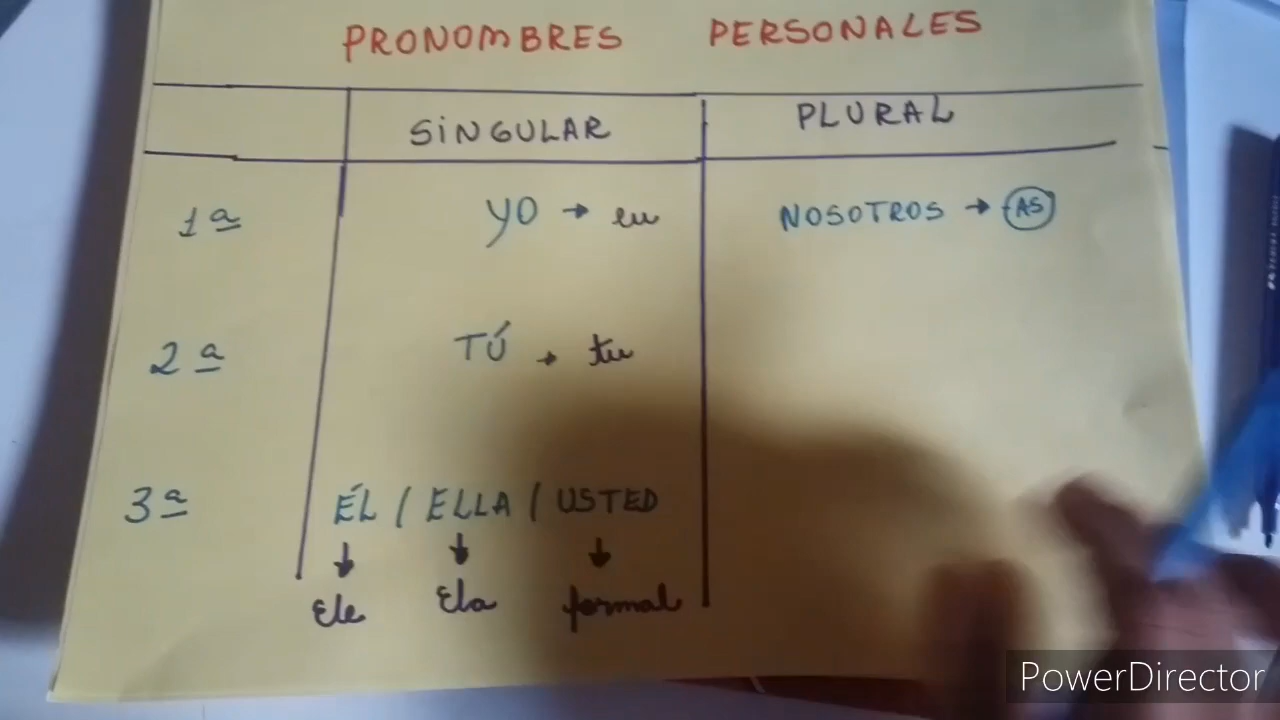 PRONOMBRES PERSONALES
SINGULAR PLURAL
1ª YO → eu NOSOTROS → AS
2ª TÚ → tu
3ª ÉL / ELLA / USTED
Ele Ela formal
PowerDirector